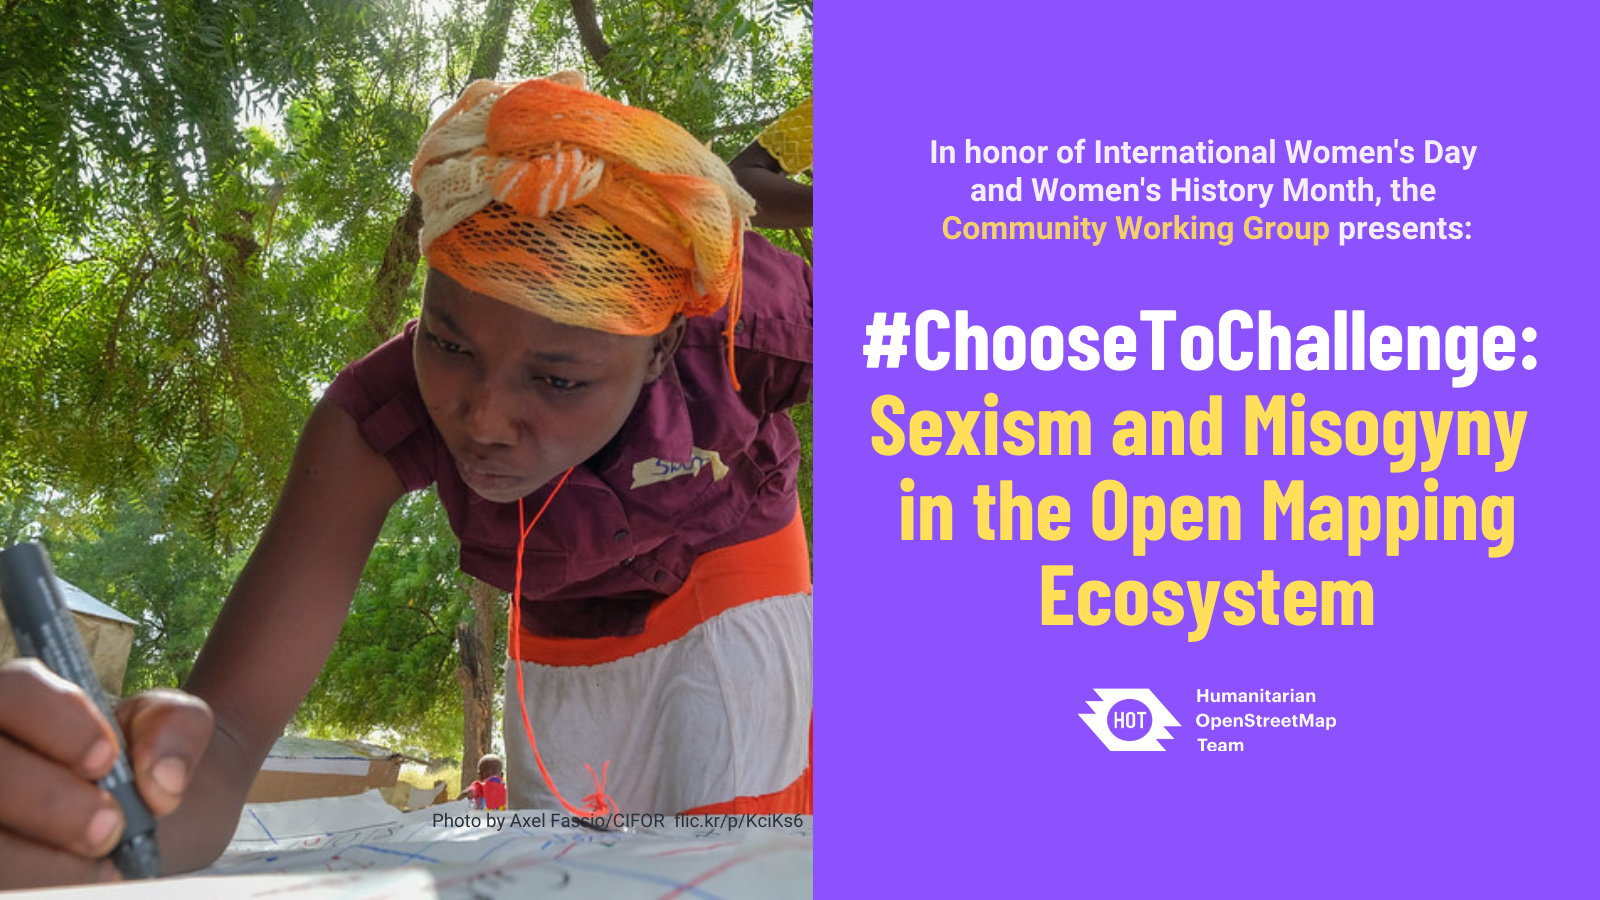 In honor of International Women's Day
and Women's History Month, the
Community Working Group presents:
#ChooseToChallenge:
Sexism and Misogyny
in the Open Mapping
Ecosystem
HOT
Humanitarian
OpenStreetMap
Team
Photo by Axel Fassio/CIFOR flic.kr/p/KciKs6